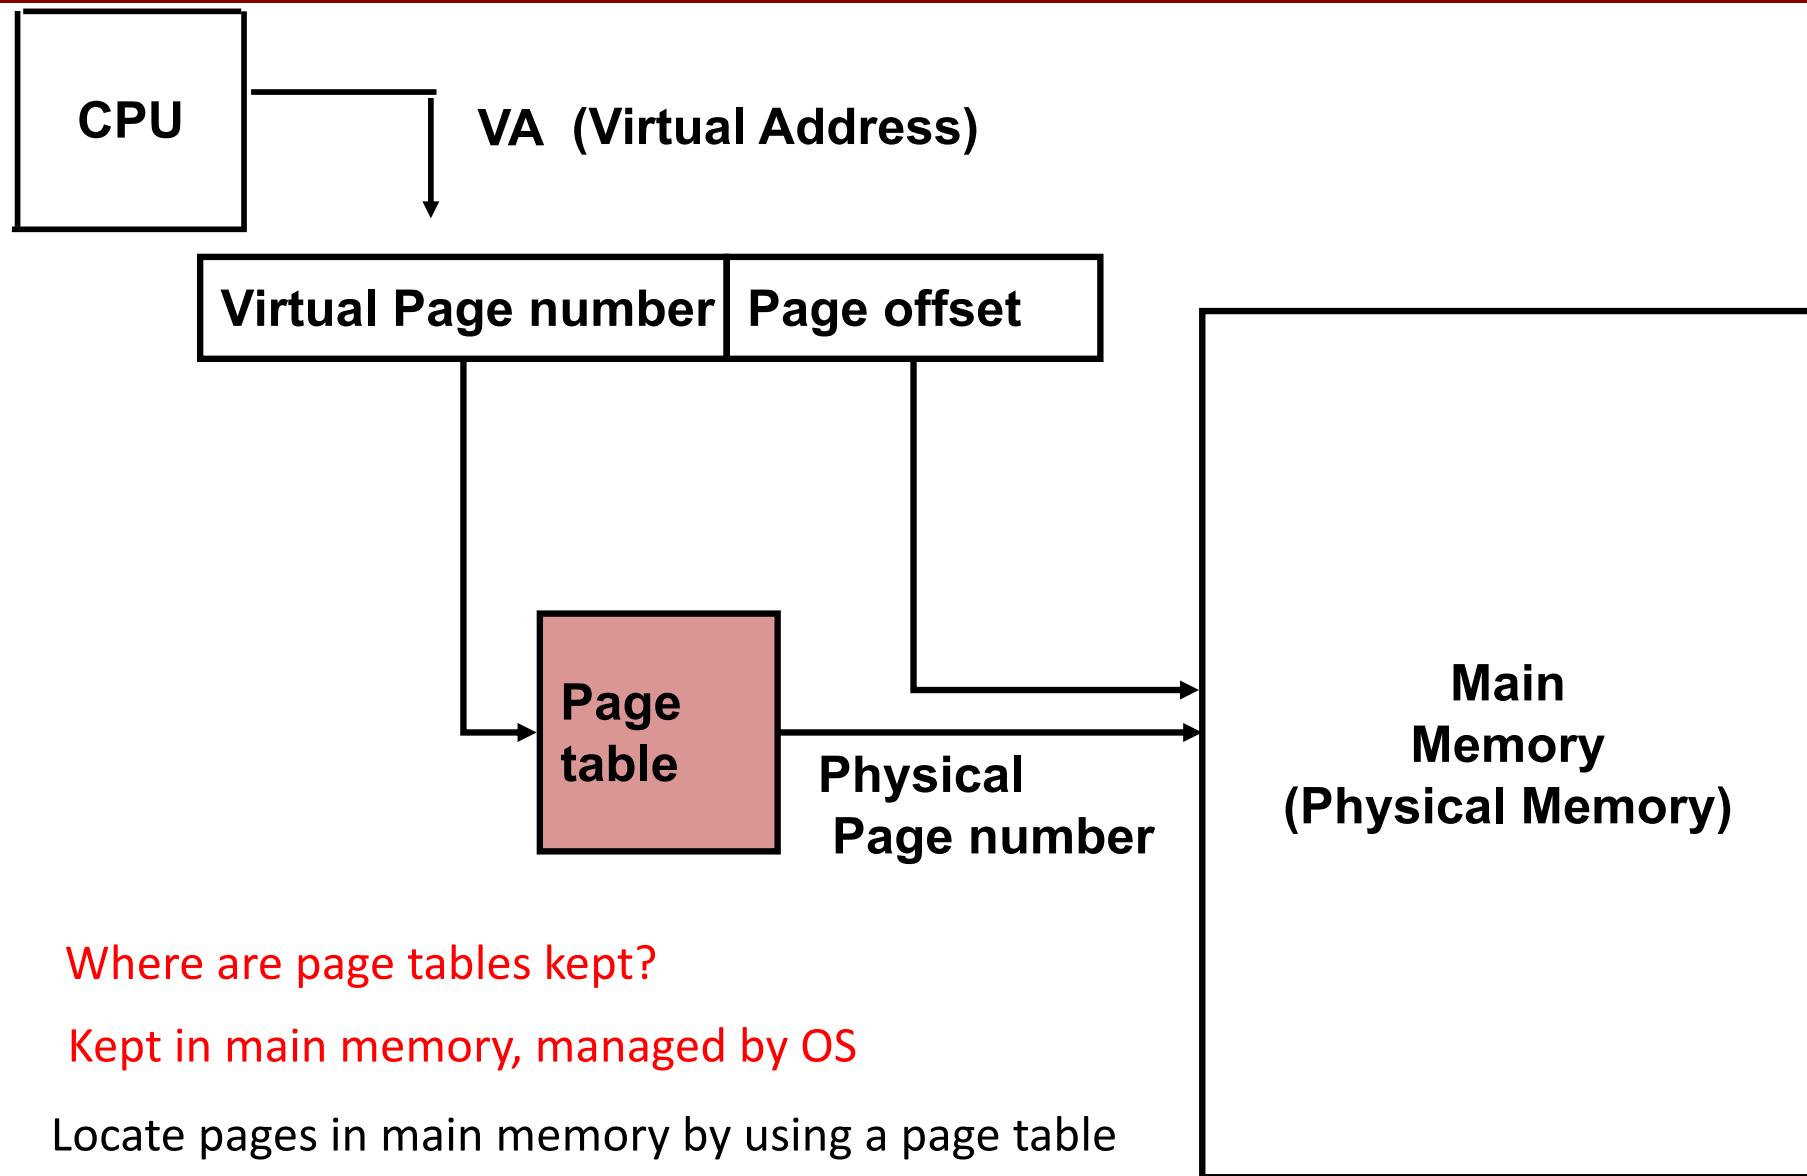 CPU
VA (Virtual Address)
Virtual Page number
Page offset
Page
table
Physical
Page number
Main
Memory
(Physical Memory)
Where are page tables kept?
Kept in main memory, managed by OS
Locate pages in main memory by using a page table